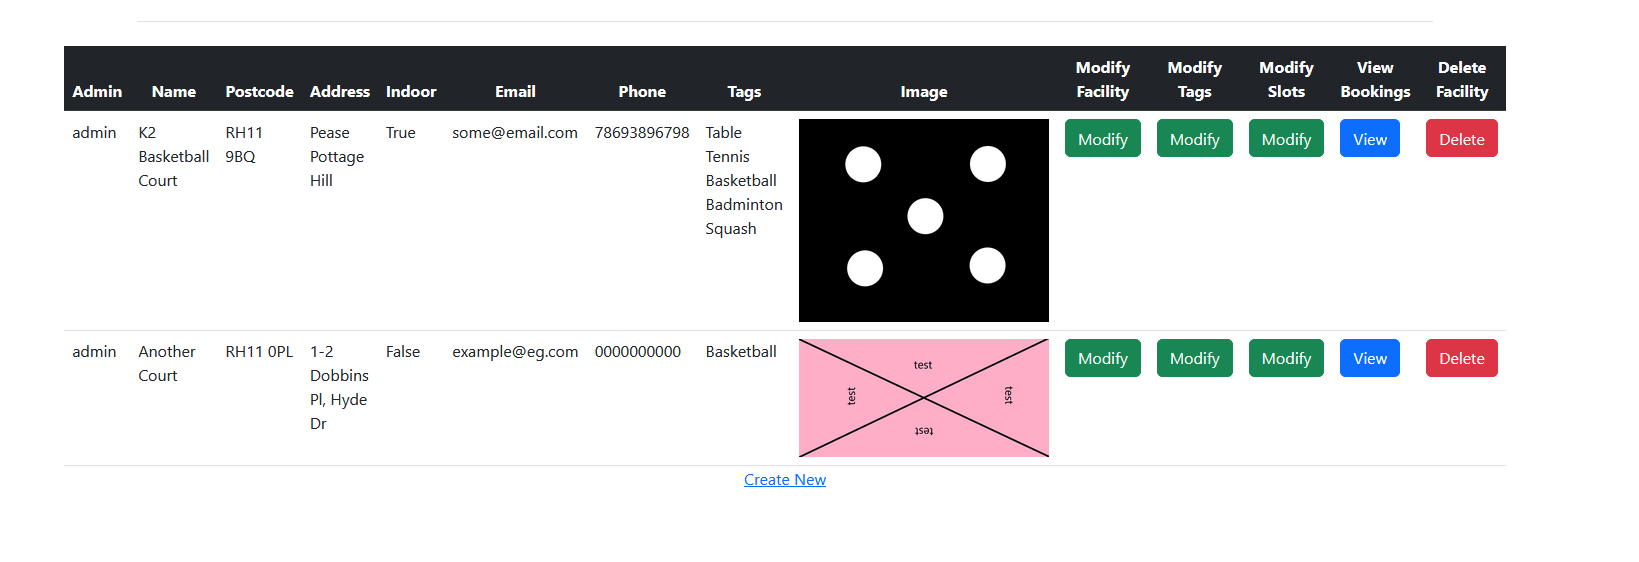 Admin Name Postcode Address Indoor Email Phone Tags Image Modify Facility Modify Tags Modify Slots View Bookings Delete Facility
admin K2 Basketball Court RH11 9BQ Pease Pottage Hill True some@email.com 78693896798 Table Tennis Basketball Badminton Squash Modify Modify Modify View Delete
admin Another Court RH11 0PL 1-2 Dobbins Pl, Hyde Dr False example@eg.com 0000000000 Basketball test test test test Modify Modify Modify View Delete
Create New